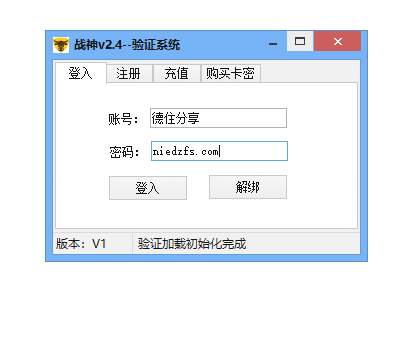 战神v2.4--验证系统
登入 注册 充值 购买卡密
账号： 德住分享
密码： niedzfs.com
登入 解绑
版本：V1 验证加载初始化完成